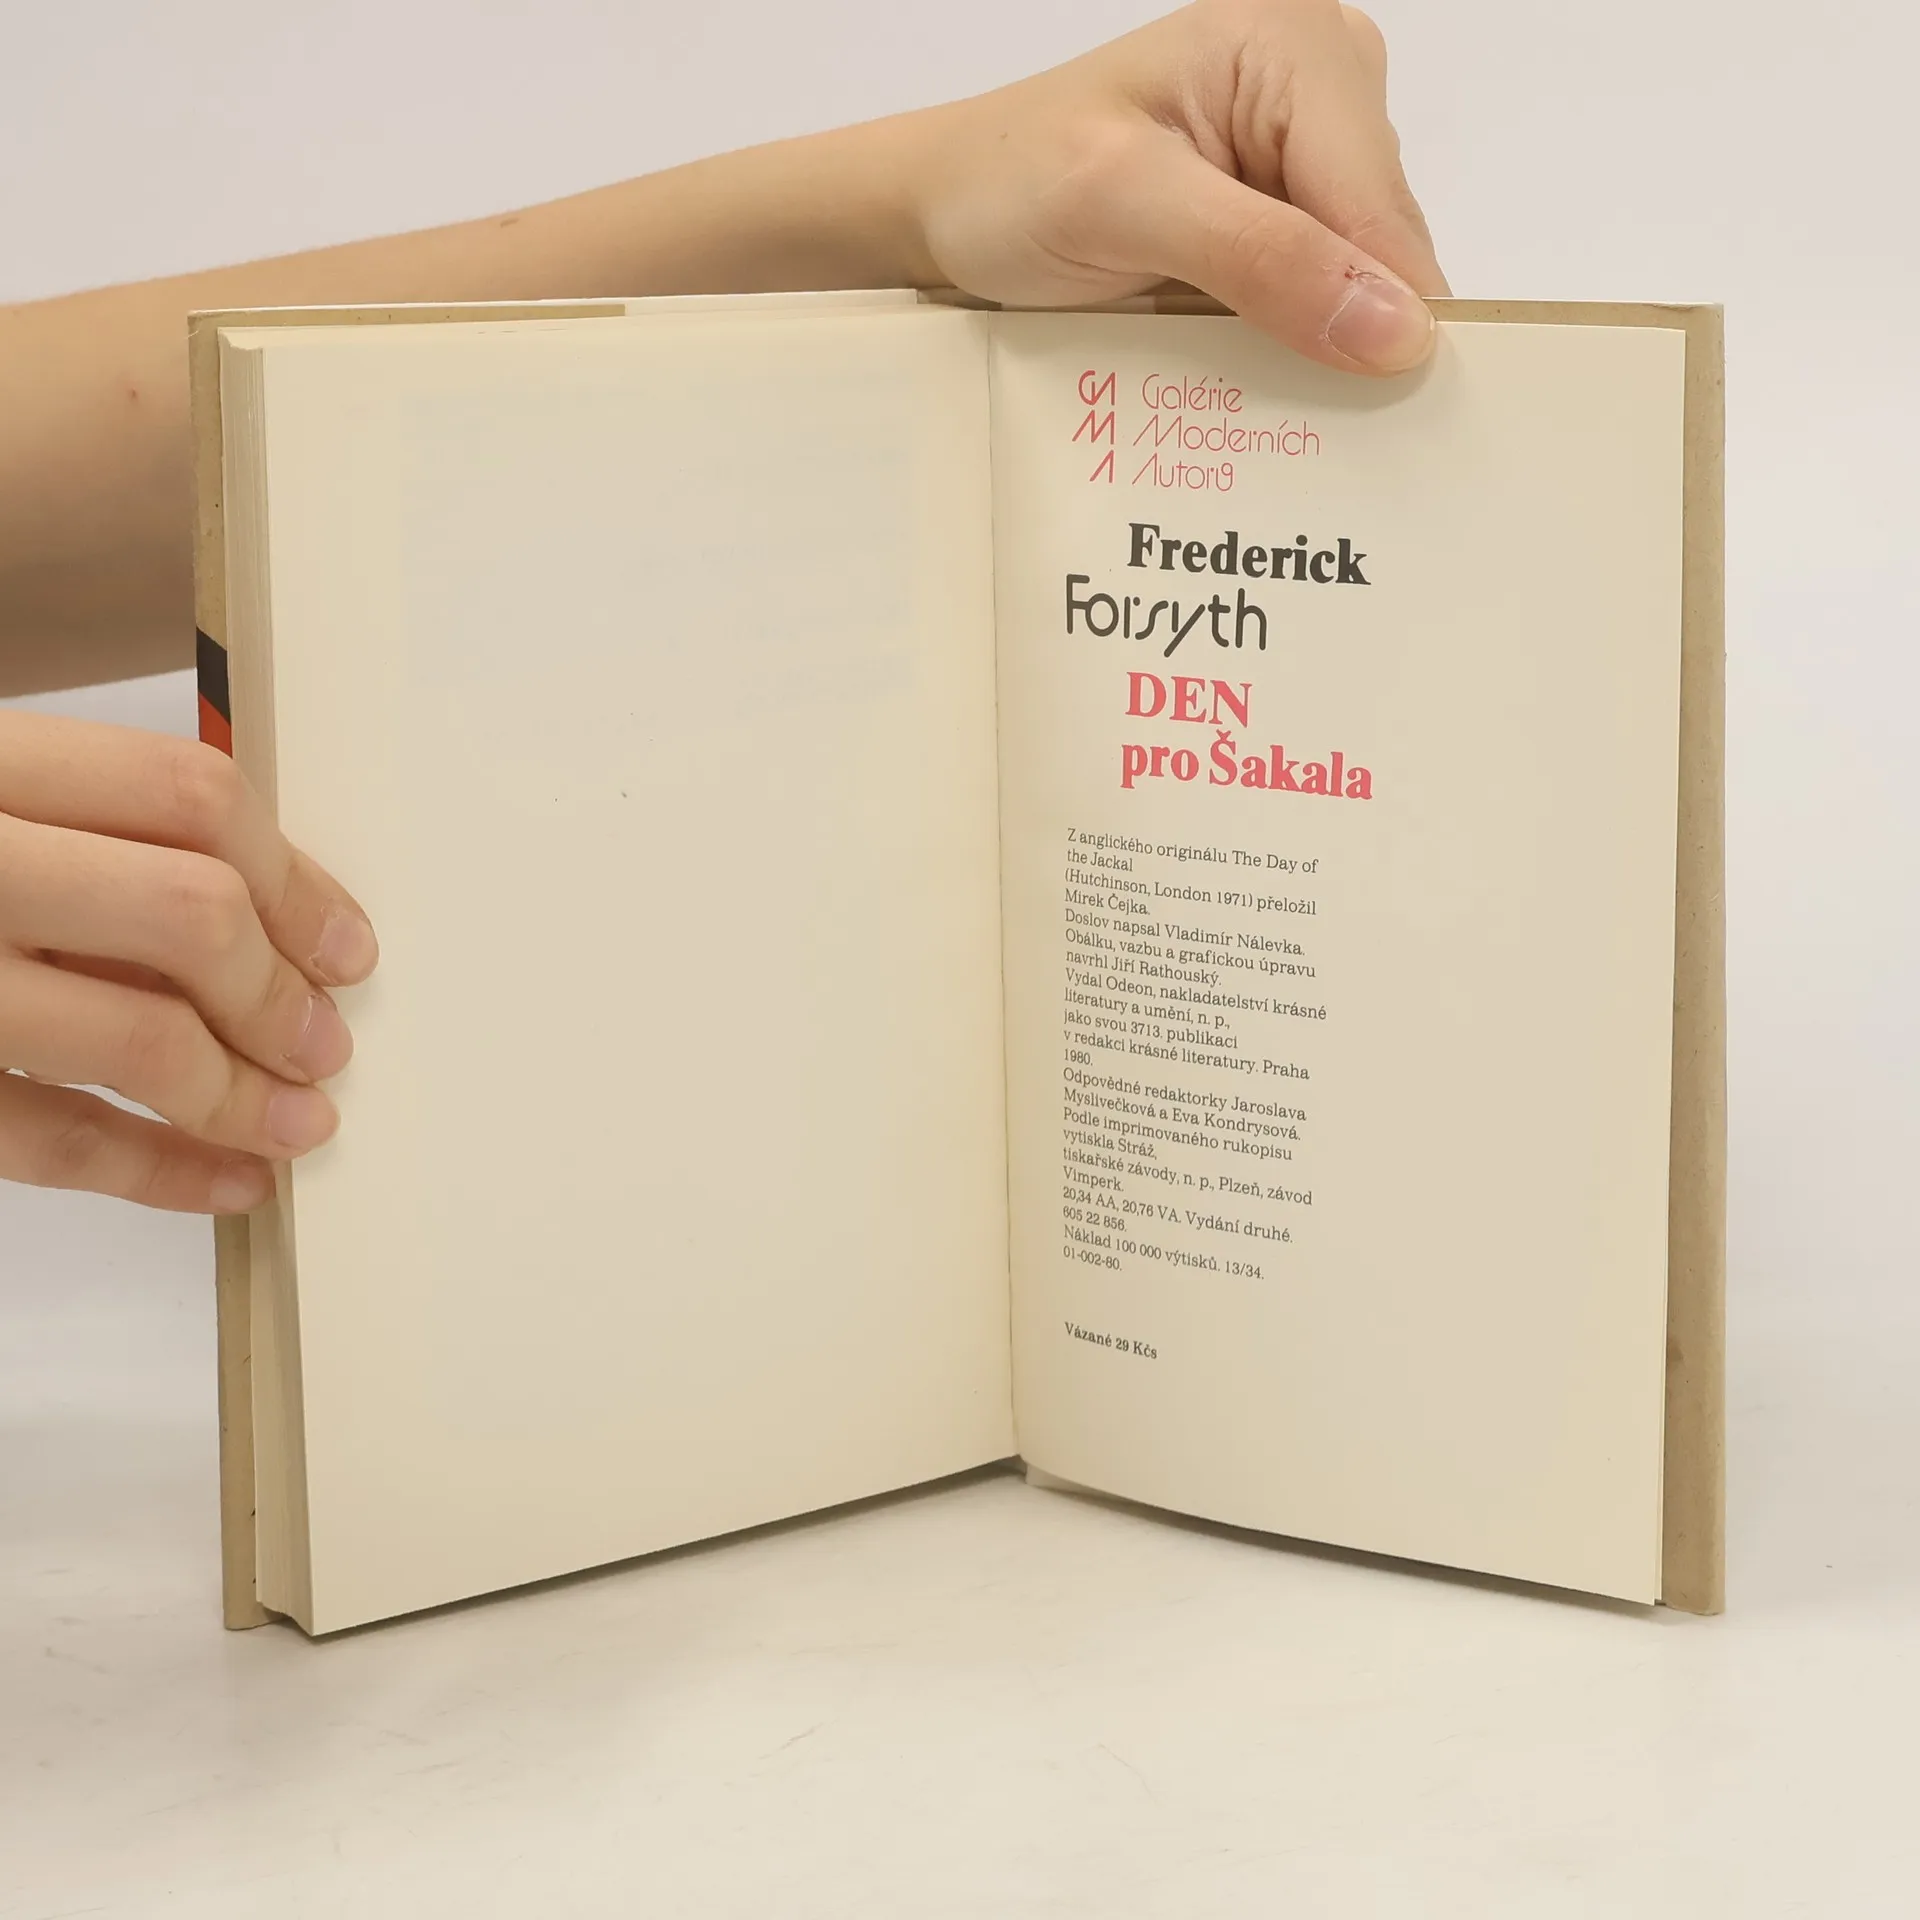 GMA Galérie
Moderních
Autorů
Frederick
Forsyth
DEN
pro Šakala
Z anglického originálu The Day of
the Jackal
(Hutchinson, London 1971) přeložil
Mirek Čejka.
Doslov napsal Vladimír Nálevka.
Obálku, vazbu a grafickou úpravu
navrhl Jiří Rathouský.
Vydal Odeon, nakladatelství krásné
literatury a umění, n. p.,
jako svou 3713. publikaci
v redakci krásné literatury. Praha
1980.
Odpovědné redaktorky Jaroslava
Myslivečková a Eva Kondrysová.
Podle imprimovaného rukopisu
vytiskla Stráž,
tiskařské závody, n. p., Plzeň, závod
Vimperk.
20,34 AA, 20,76 VA. Vydání druhé.
605 22 856.
Náklad 100 000 výtisků. 13/34.
01-002-80.
Vázané 29 Kčs